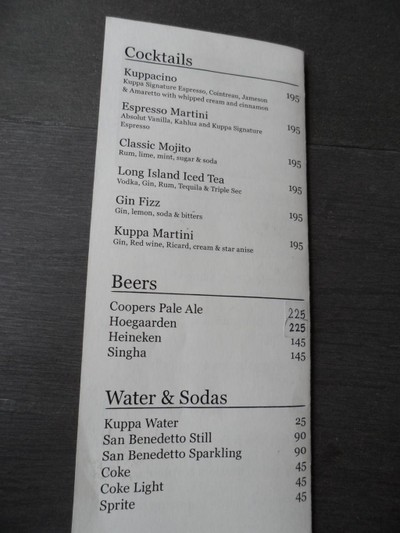 Cocktails
Kuppacino 195
Kuppa Signature Espresso, Cointreau, Jameson
& Amaretto with whipped cream and cinnamon
Espresso Martini 195
Absolut Vanilla, Kahlua and Kuppa Signature
Espresso
Classic Mojito 195
Rum, lime, mint, sugar & soda
Long Island Iced Tea 195
Vodka, Gin, Rum, Tequila & Triple Sec
Gin Fizz 195
Gin, lemon, soda & bitters
Kuppa Martini 195
Gin, Red wine, Ricard, cream & star anise
Beers
Coopers Pale Ale 225
Hoegaarden 225
Heineken 145
Singha 145
Water & Sodas
Kuppa Water 25
San Benedetto Still 90
San Benedetto Sparkling 90
Coke 45
Coke Light 45
Sprite 45